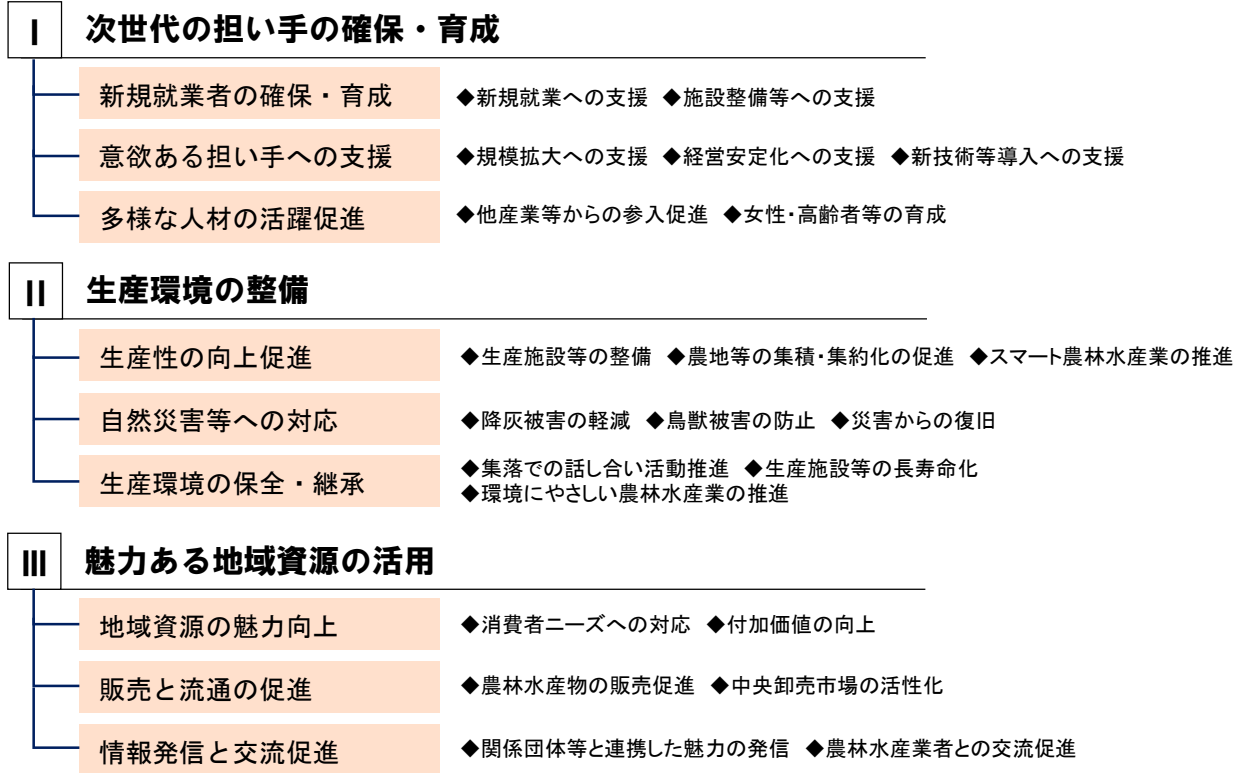 I 次世代の担い手の確保・育成
新規就業者の確保・育成 ◆新規就業への支援 ◆施設整備等への支援
意欲ある担い手への支援 ◆規模拡大への支援 ◆経営安定化への支援 ◆新技術等導入への支援
多様な人材の活躍促進 ◆他産業等からの参入促進 ◆女性・高齢者等の育成
II 生産環境の整備
生産性の向上促進 ◆生産施設等の整備 ◆農地等の集積・集約化の促進 ◆スマート農林水産業の推進
自然災害等への対応 ◆降灰被害の軽減 ◆鳥獣被害の防止 ◆災害からの復旧
生産環境の保全・継承 ◆集落での話し合い活動推進 ◆生産施設等の長寿命化
◆環境にやさしい農林水産業の推進
III 魅力ある地域資源の活用
地域資源の魅力向上 ◆消費者ニーズへの対応 ◆付加価値の向上
販売と流通の促進 ◆農林水産物の販売促進 ◆中央卸売市場の活性化
情報発信と交流促進 ◆関係団体等と連携した魅力の発信 ◆農林水産業者との交流促進